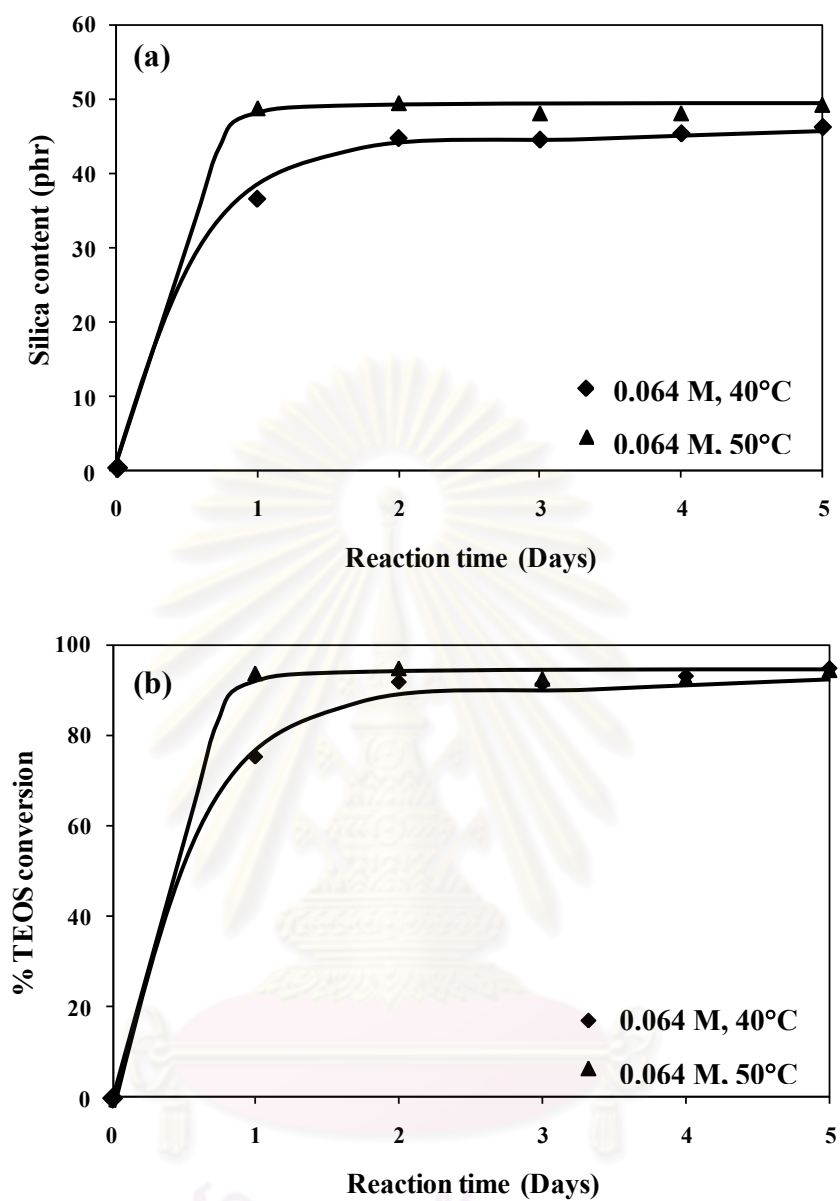 60
(a)
50
40
30
20
10
0
Silica content (phr)
0.064 M, 40°C
0.064 M, 50°C
0 1 2 3 4 5
Reaction time (Days)
100
(b)
80
60
40
20
0
% TEOS conversion
0.064 M, 40°C
0.064 M, 50°C
0 1 2 3 4 5
Reaction time (Days)